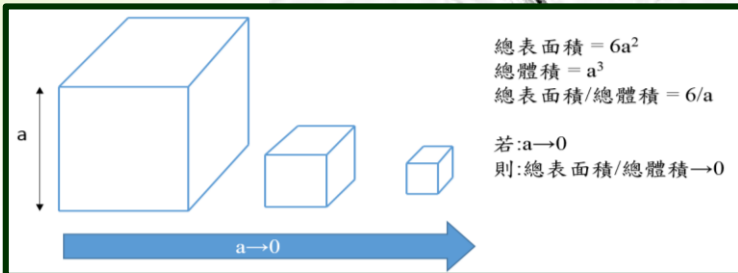 總表面積 = 6a²
總體積 = a³
總表面積/總體積 = 6/a
若:a→0
則:總表面積/總體積→0
a
a→0